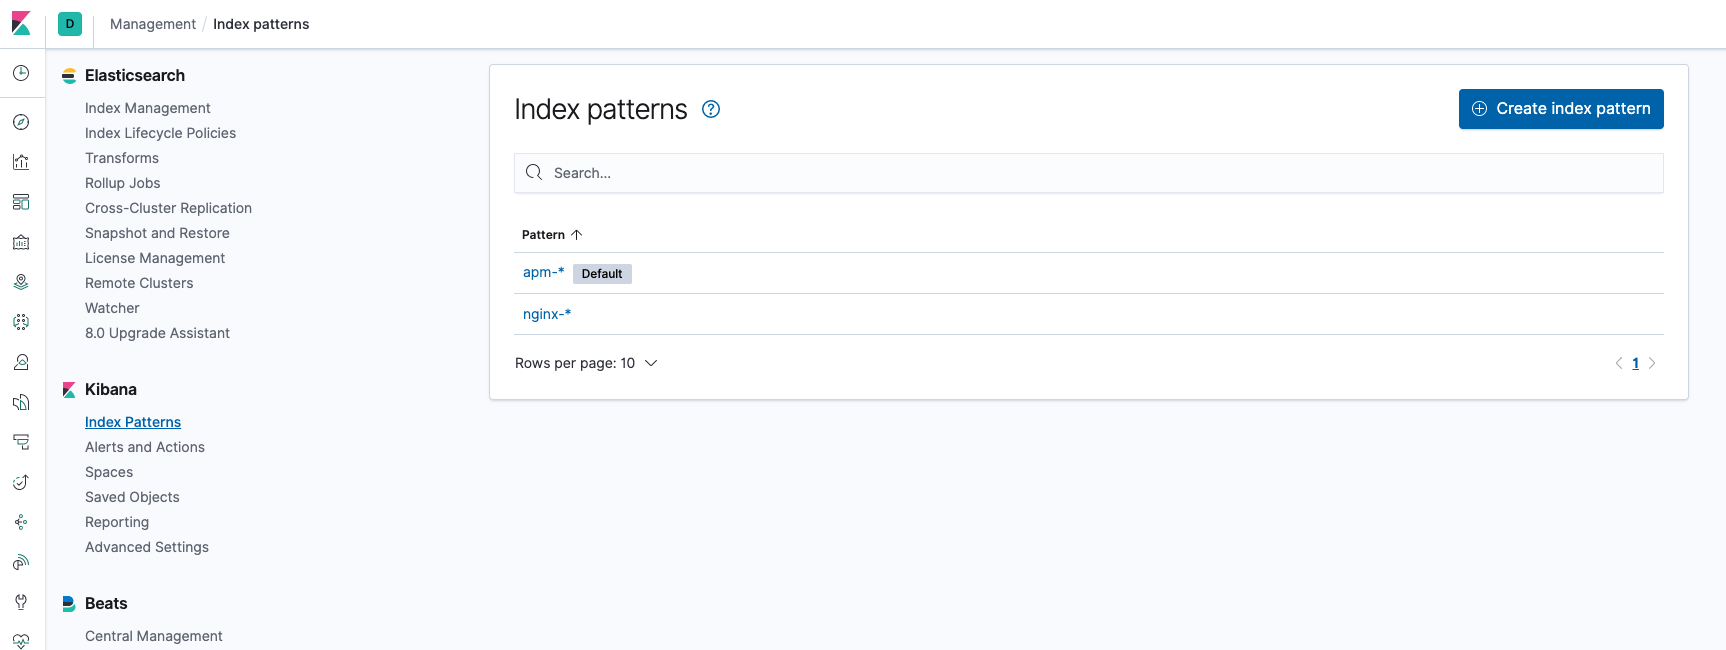 D
Management / Index patterns
Elasticsearch
Index Management
Index Lifecycle Policies
Transforms
Rollup Jobs
Cross-Cluster Replication
Snapshot and Restore
License Management
Remote Clusters
Watcher
8.0 Upgrade Assistant
Kibana
Index Patterns
Alerts and Actions
Spaces
Saved Objects
Reporting
Advanced Settings
Beats
Central Management
Index patterns
Create index pattern
Search...
Pattern
apm-* Default
nginx-*
Rows per page: 10
1